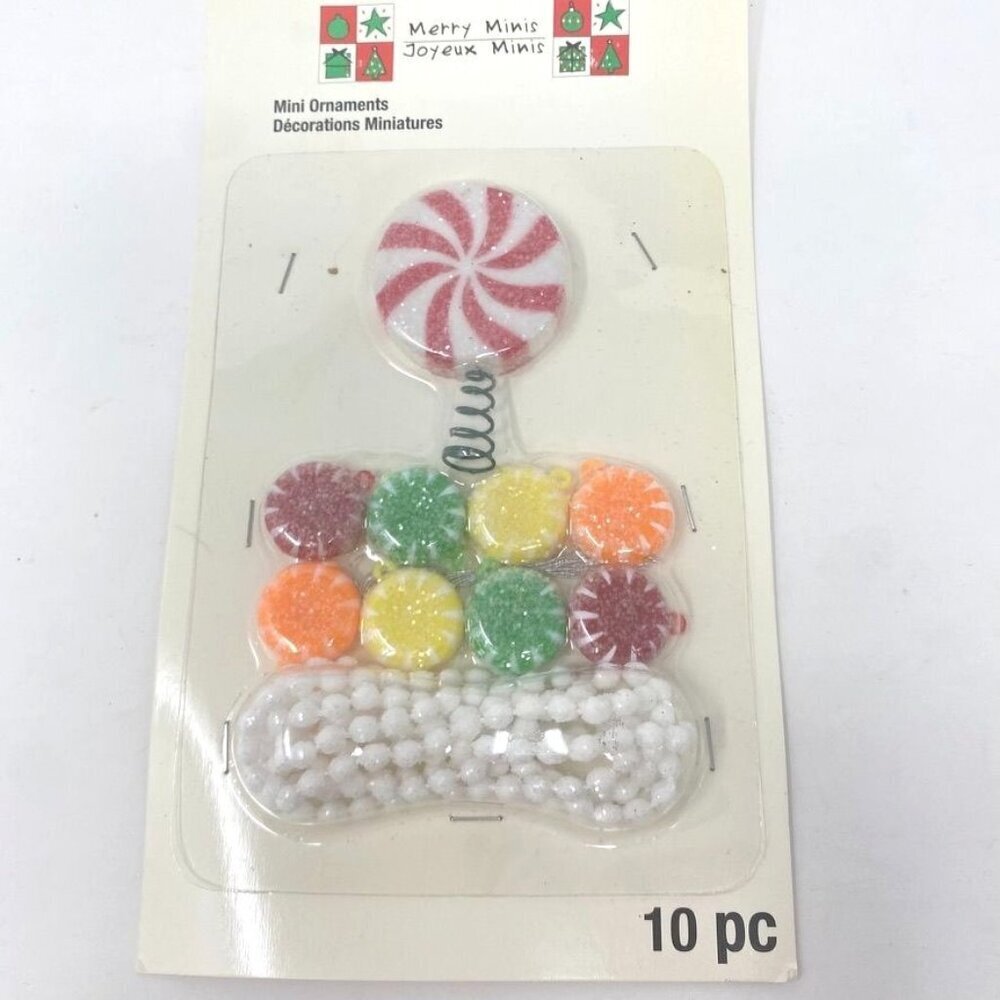 Merry Minis
Joyeux Minis
Mini Ornaments
Décorations Miniatures
10 pc